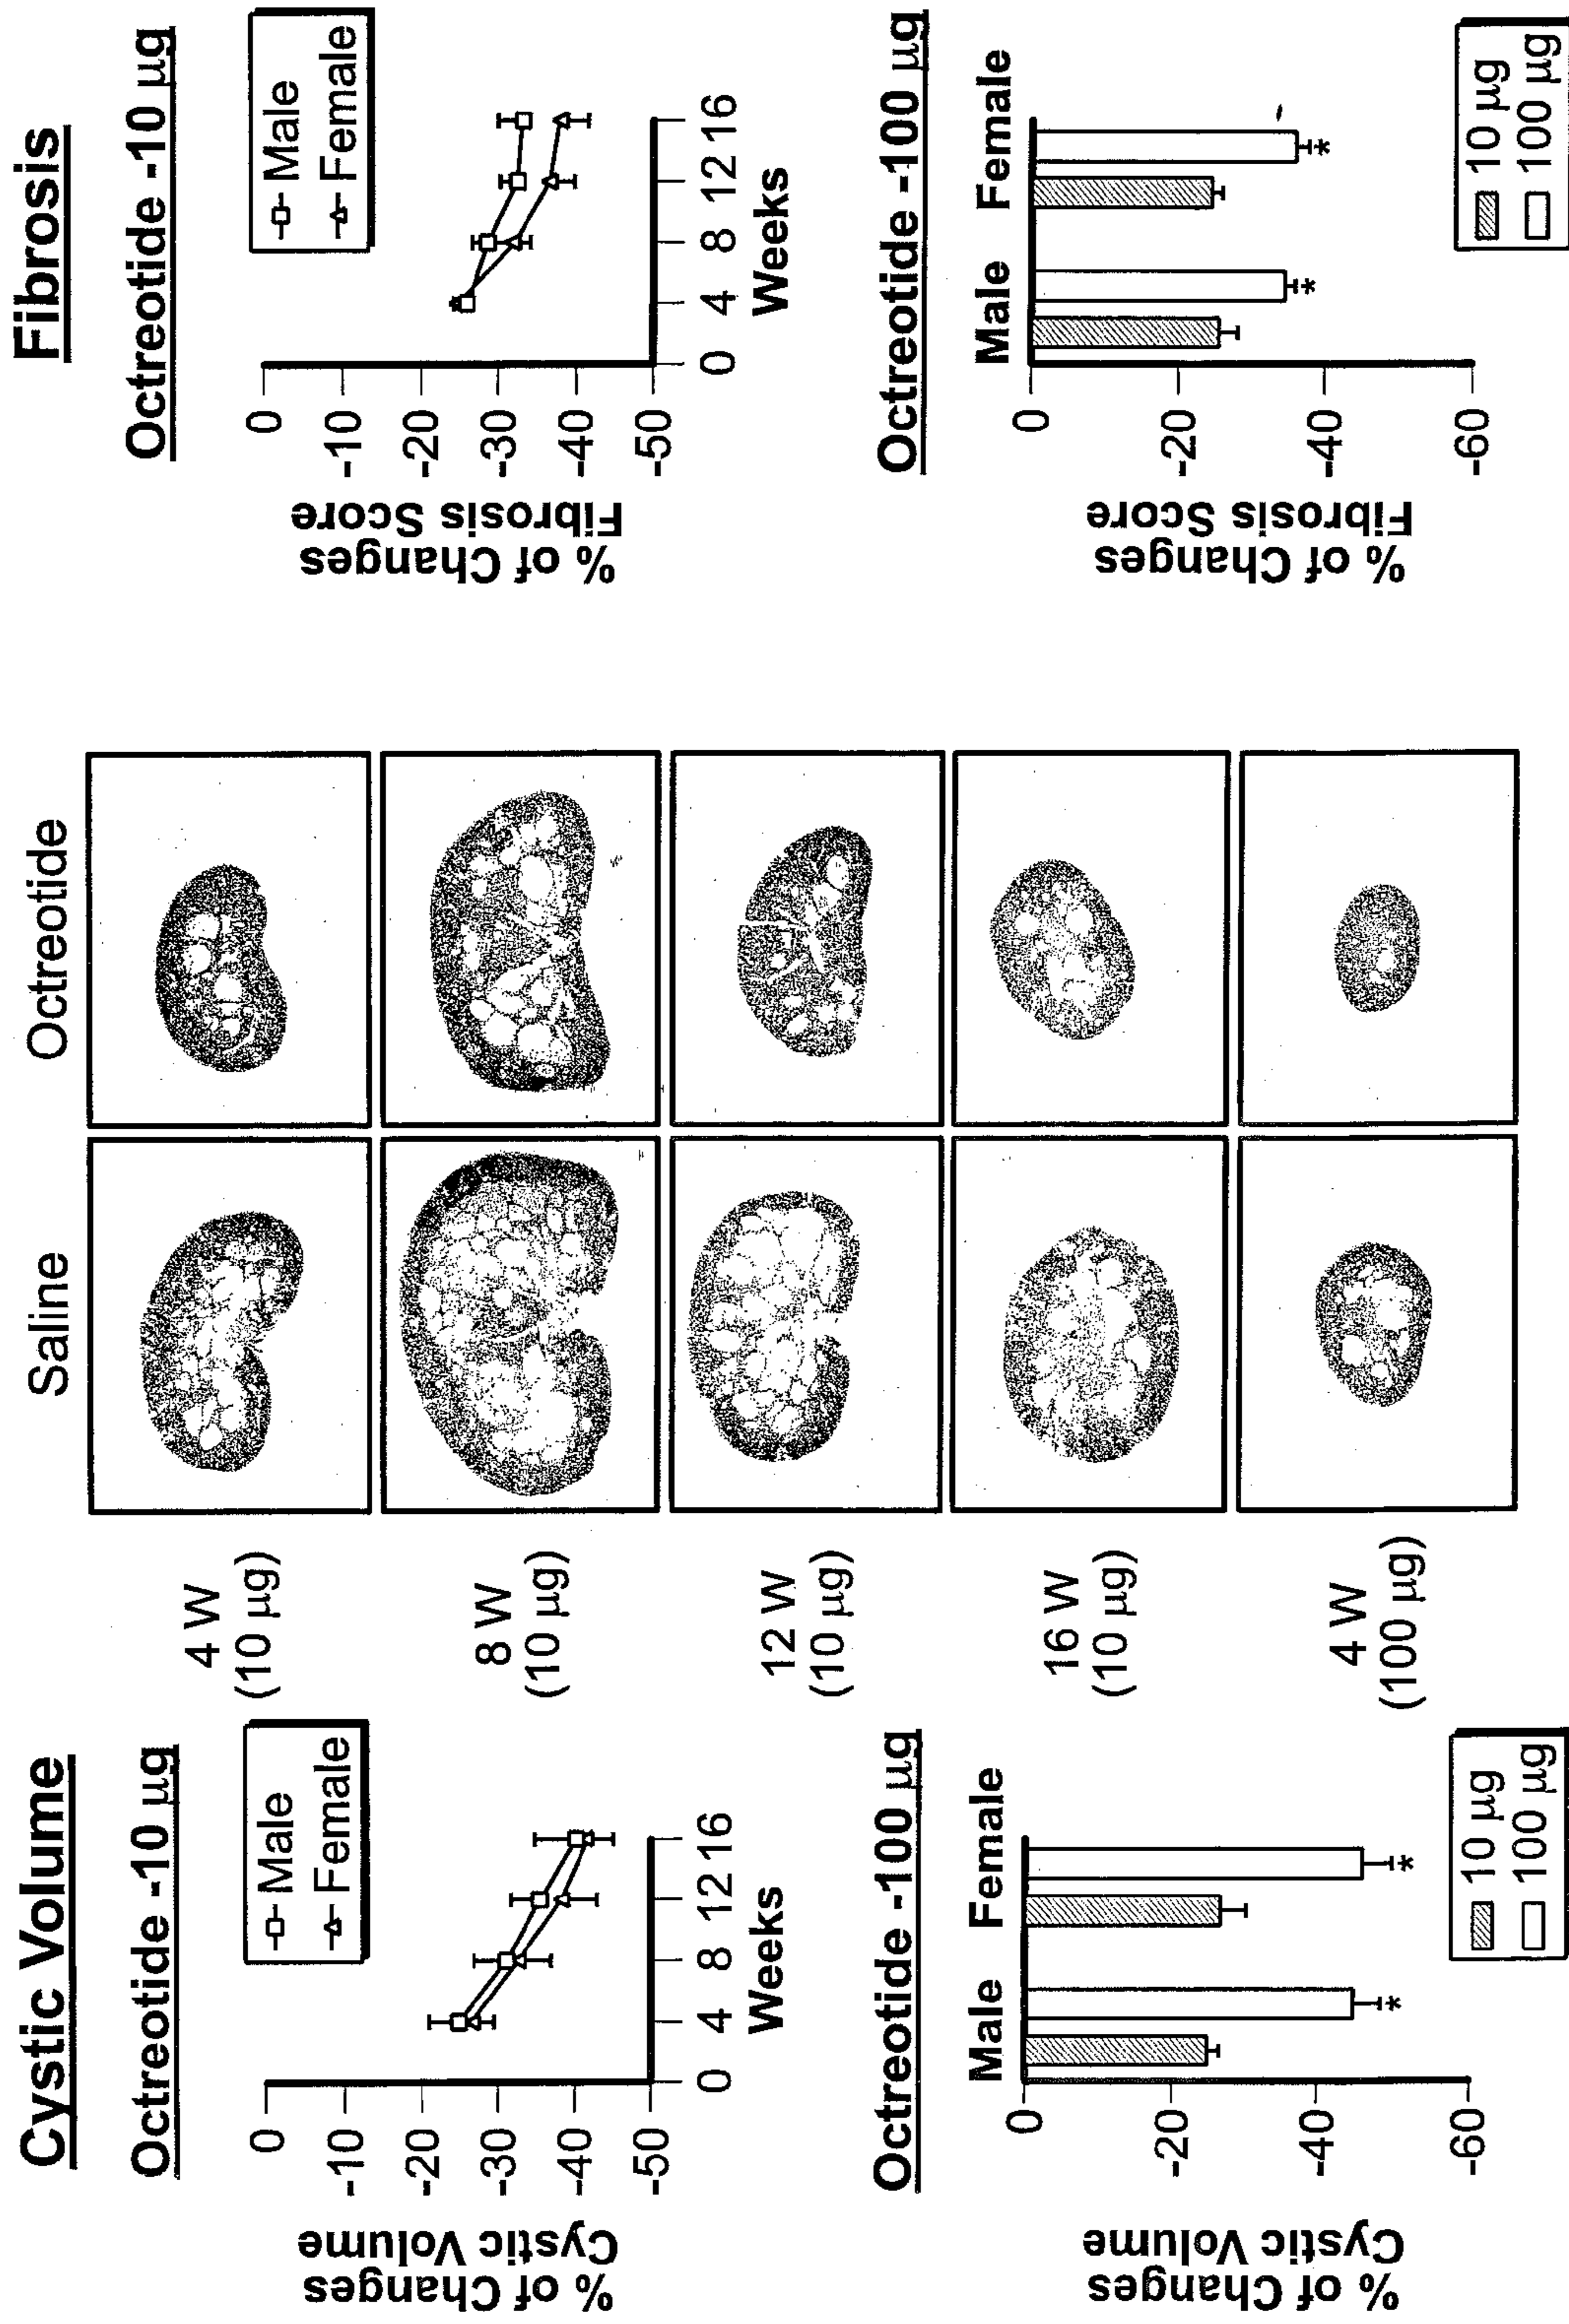 Cystic Volume
Octreotide -10 µg
Male
Female
0
-10
-20
-30
-40
-50
% of Changes
Cystic Volume
0 4 8 12 16
Weeks
Octreotide -100 µg
Male Female
0
-20
-40
-60
% of Changes
Cystic Volume
*
*
10 µg
100 µg
Saline Octreotide
4 W
(10 µg)
8 W
(10 µg)
12 W
(10 µg)
16 W
(10 µg)
4 W
(100 µg)
Fibrosis
Octreotide -10 µg
Male
Female
0
-10
-20
-30
-40
-50
% of Changes
Fibrosis Score
0 4 8 12 16
Weeks
Octreotide -100 µg
Male Female
0
-20
-40
-60
% of Changes
Fibrosis Score
*
*
10 µg
100 µg